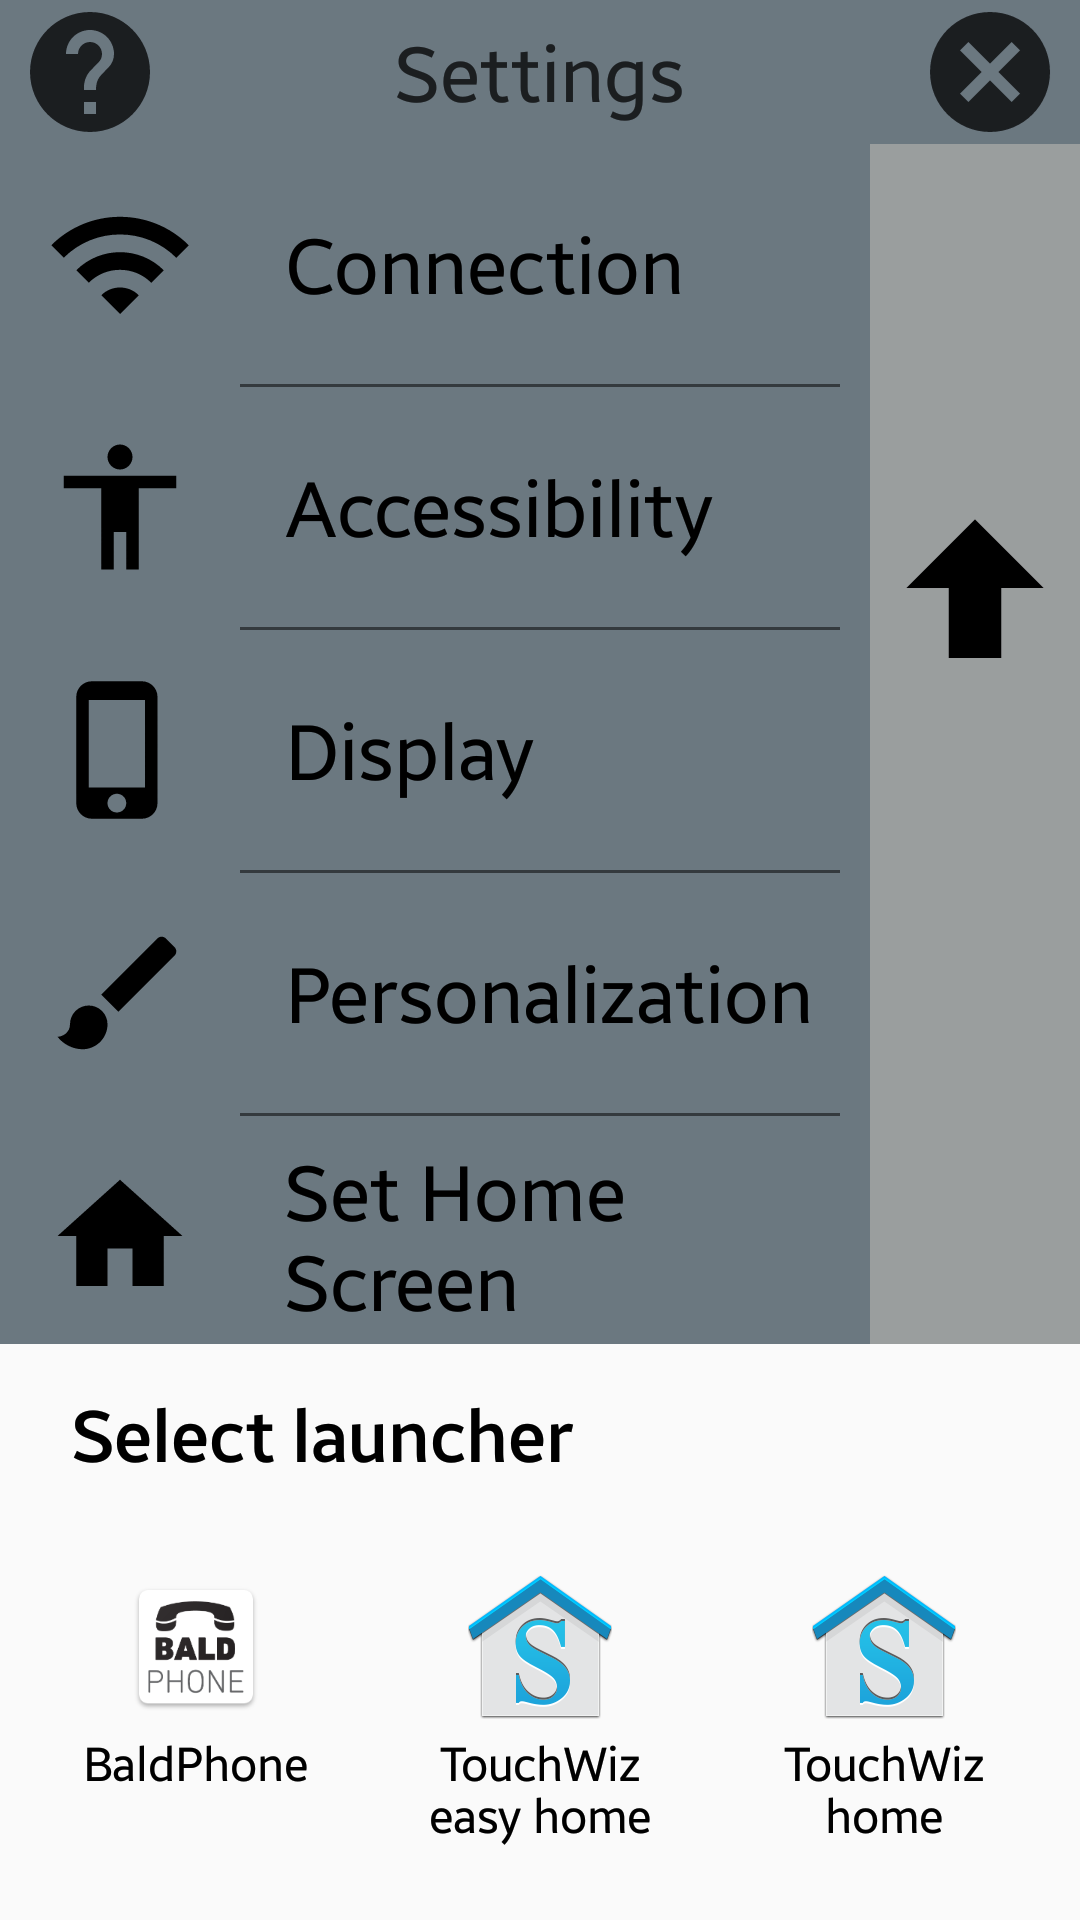 Settings
Connection
Accessibility
Display
Personalization
Set Home
Screen
Select launcher
BALD
PHONE
S
S
BaldPhone
TouchWiz
easy home
TouchWiz
home